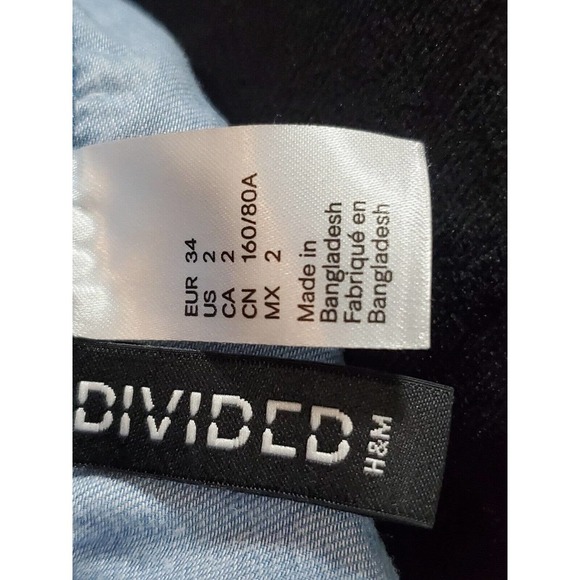 EUR 34
US 2
CA 2
CN 160/80A
MX 2
Made in
Bangladesh
Fabriqué en
Bangladesh
DIVIDED
H&M